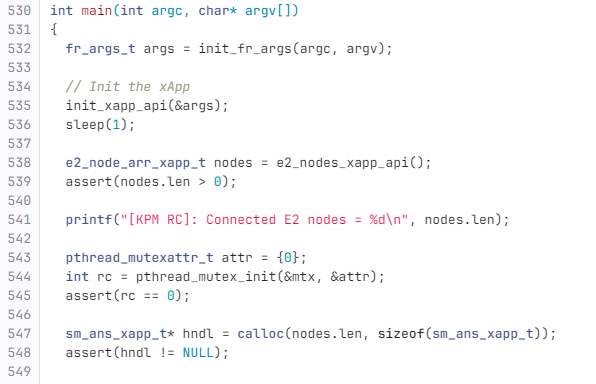 530 int main(int argc, char* argv[])
531 {
532   fr_args_t args = init_fr_args(argc, argv);
533
534   // Init the xApp
535   init_xapp_api(&args);
536   sleep(1);
537
538   e2_node_arr_xapp_t nodes = e2_nodes_xapp_api();
539   assert(nodes.len > 0);
540
541   printf("[KPM RC]: Connected E2 nodes = %d\n", nodes.len);
542
543   pthread_mutexattr_t attr = {0};
544   int rc = pthread_mutex_init(&mtx, &attr);
545   assert(rc == 0);
546
547   sm_ans_xapp_t* hndl = calloc(nodes.len, sizeof(sm_ans_xapp_t));
548   assert(hndl != NULL);
549